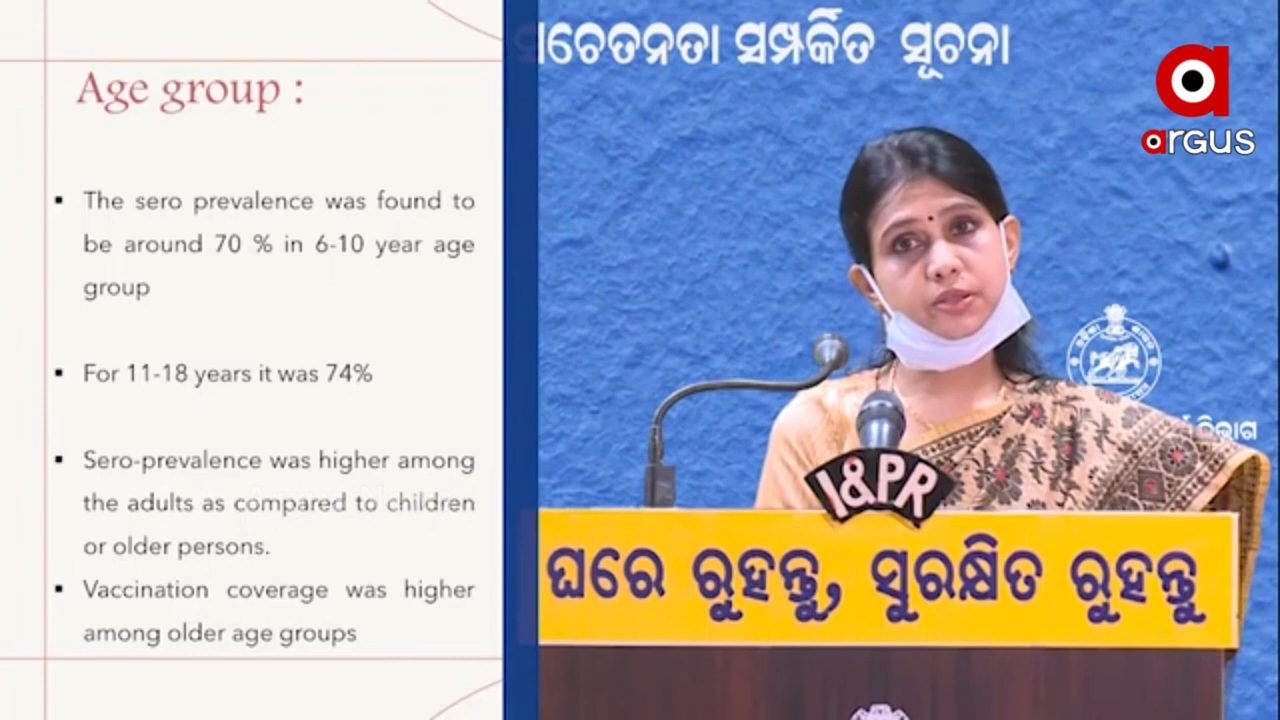 Age group :
▪ The sero prevalence was found to
be around 70 % in 6-10 year age
group
▪ For 11-18 years it was 74%
▪ Sero-prevalence was higher among
the adults as compared to children
or older persons.
▪ Vaccination coverage was higher
among older age groups
ସଚେତନତା ସମ୍ପର୍କିତ ସୂଚନା
argus
ବିଭାଗ
I&PR
ଘରେ ରୁହନ୍ତୁ, ସୁରକ୍ଷିତ ରୁହନ୍ତୁ